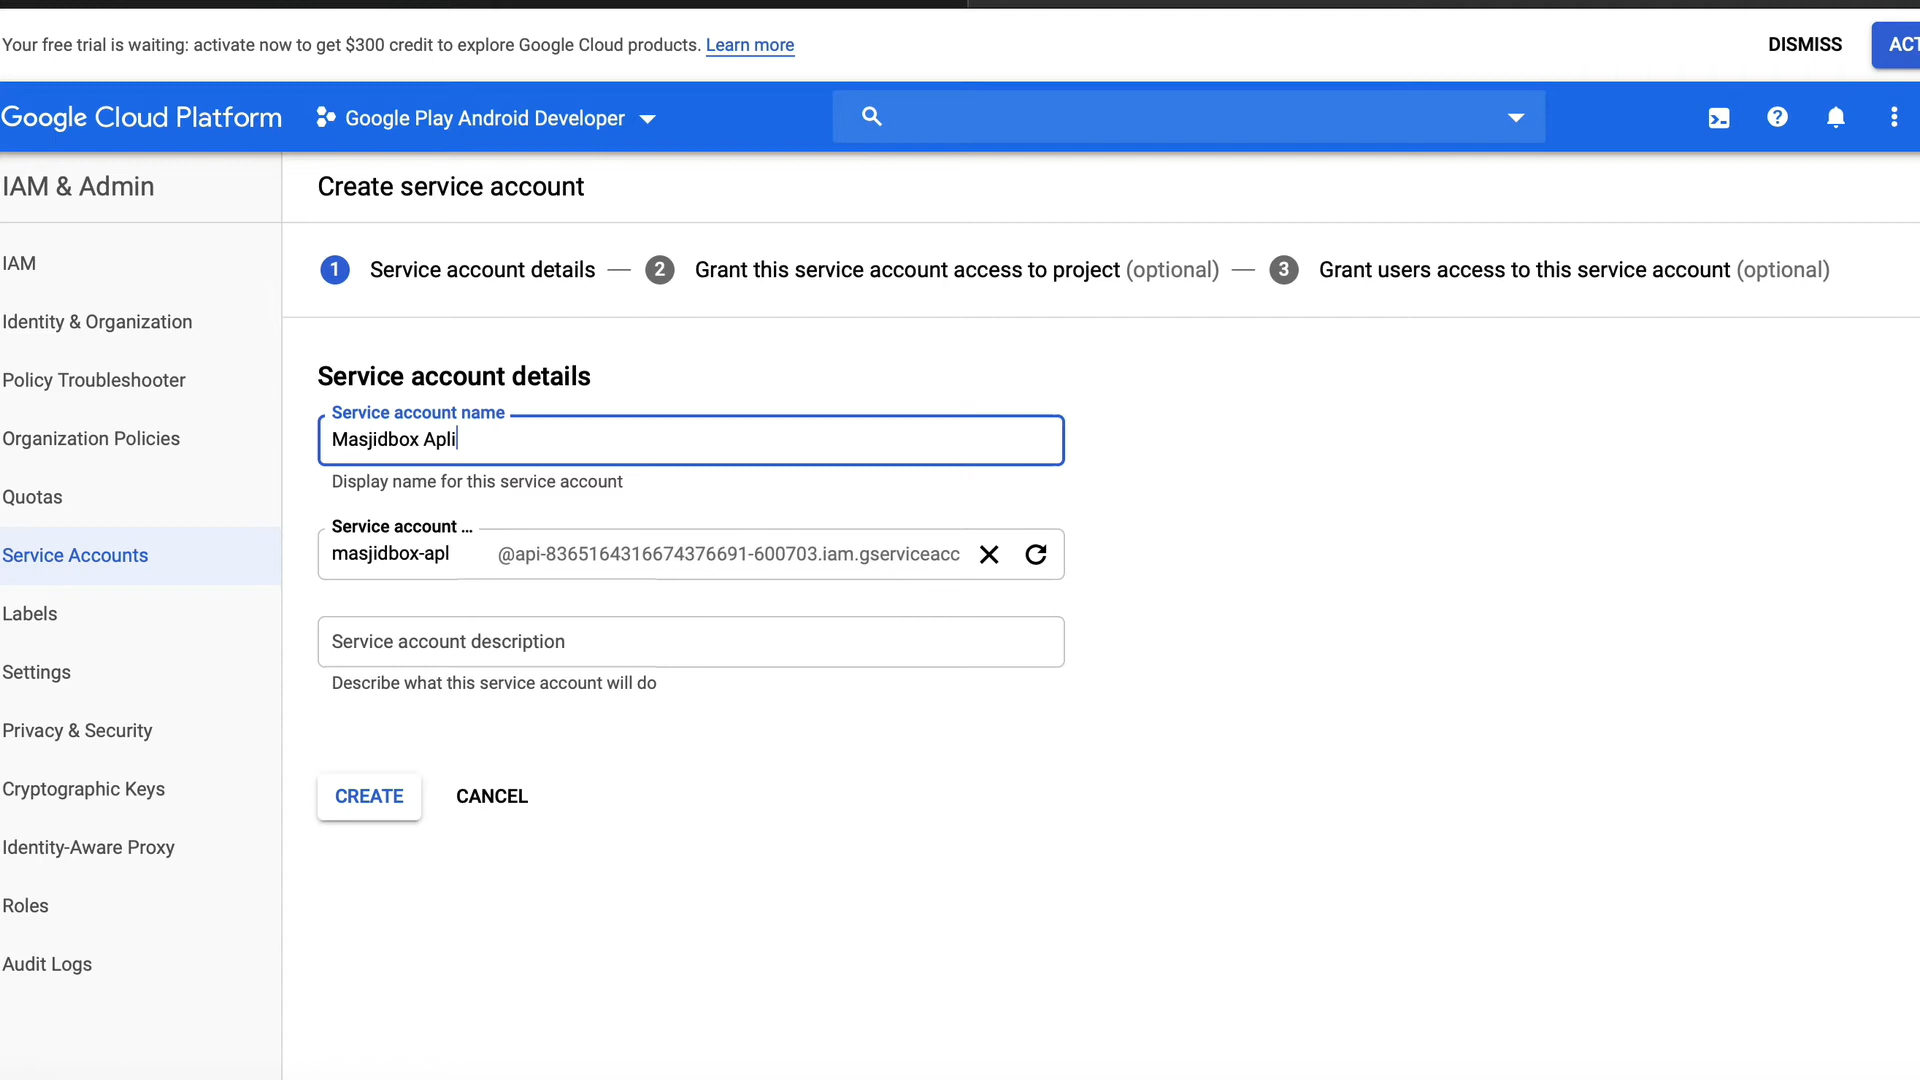 Your free trial is waiting: activate now to get $300 credit to explore Google Cloud products. Learn more
DISMISS
ACT
Google Cloud Platform
Google Play Android Developer
IAM & Admin
Create service account
1 Service account details — 2 Grant this service account access to project (optional) — 3 Grant users access to this service account (optional)
IAM
Identity & Organization
Policy Troubleshooter
Organization Policies
Quotas
Service Accounts
Labels
Settings
Privacy & Security
Cryptographic Keys
Identity-Aware Proxy
Roles
Audit Logs
Service account details
Service account name
Masjidbox Apli
Display name for this service account
Service account ...
masjidbox-apl @api-8365164316674376691-600703.iam.gserviceacc
Service account description
Describe what this service account will do
CREATE
CANCEL